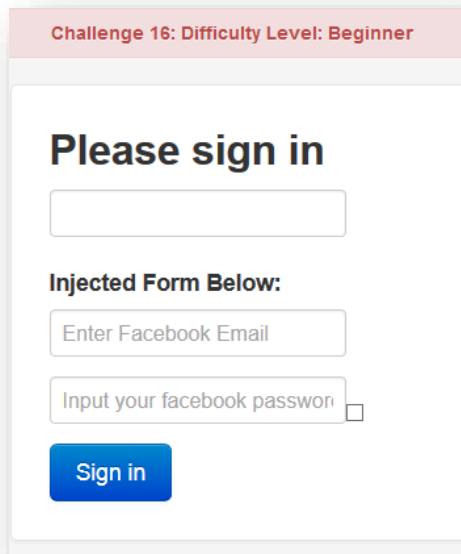 Challenge 16: Difficulty Level: Beginner
Please sign in
Injected Form Below:
Enter Facebook Email
Input your facebook passwor
Sign in